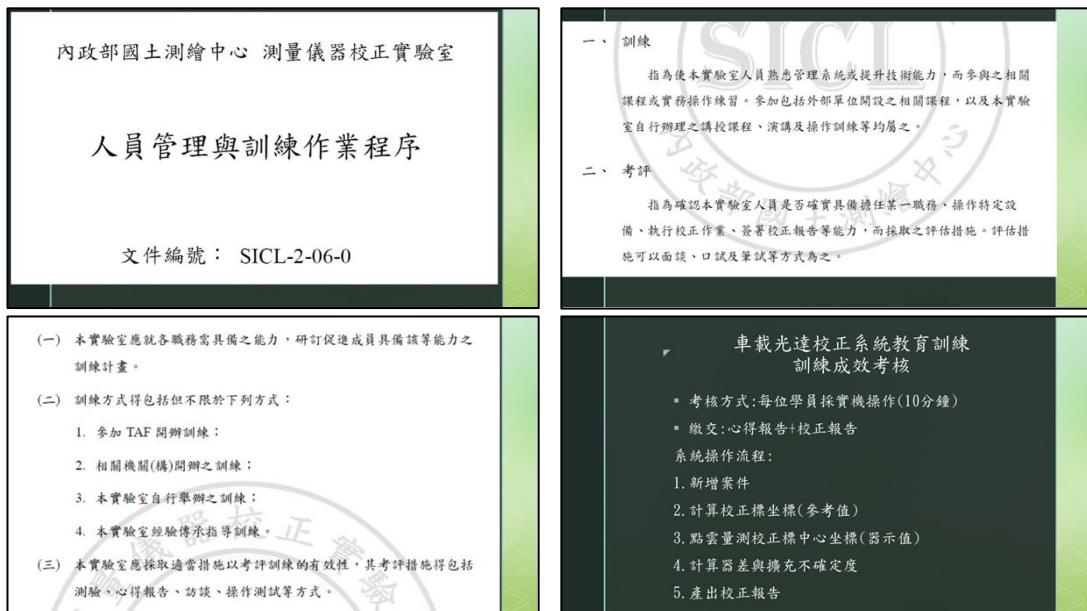 內政部國土測繪中心 測量儀器校正實驗室
人員管理與訓練作業程序
文件編號： SICL-2-06-0
SICL
內政部國土測繪中心
一、 訓練
指為使本實驗室人員熟悉管理系統或提升技術能力，而參與之相關
課程或實務操作練習。參加包括外部單位開設之相關課程，以及本實驗
室自行辦理之講授課程、演講及操作訓練等均屬之。
二、 考評
指為確認本實驗室人員是否確實具備擔任某一職務、操作特定設
備、執行校正作業、簽署校正報告等能力，而採取之評估措施。評估措
施可以面談、口試及筆試等方式為之。
(一) 本實驗室應就各職務需具備之能力，研訂促進成員具備該等能力之
訓練計畫。
(二) 訓練方式得包括但不限於下列方式：
1. 參加 TAF 開辦訓練；
2. 相關機關(構)開辦之訓練；
3. 本實驗室自行舉辦之訓練；
4. 本實驗室經驗傳承指導訓練。
(三) 本實驗室應採取適當措施以考評訓練的有效性，其考評措施得包括
測驗、心得報告、訪談、操作測試等方式。
量儀器校正實驗
車載光達校正系統教育訓練
訓練成效考核
▪ 考核方式:每位學員採實機操作(10分鐘)
▪ 繳交:心得報告+校正報告
系統操作流程:
1.新增案件
2.計算校正標坐標(參考值)
3.點雲量測校正標中心坐標(器示值)
4.計算器差與擴充不確定度
5.產出校正報告